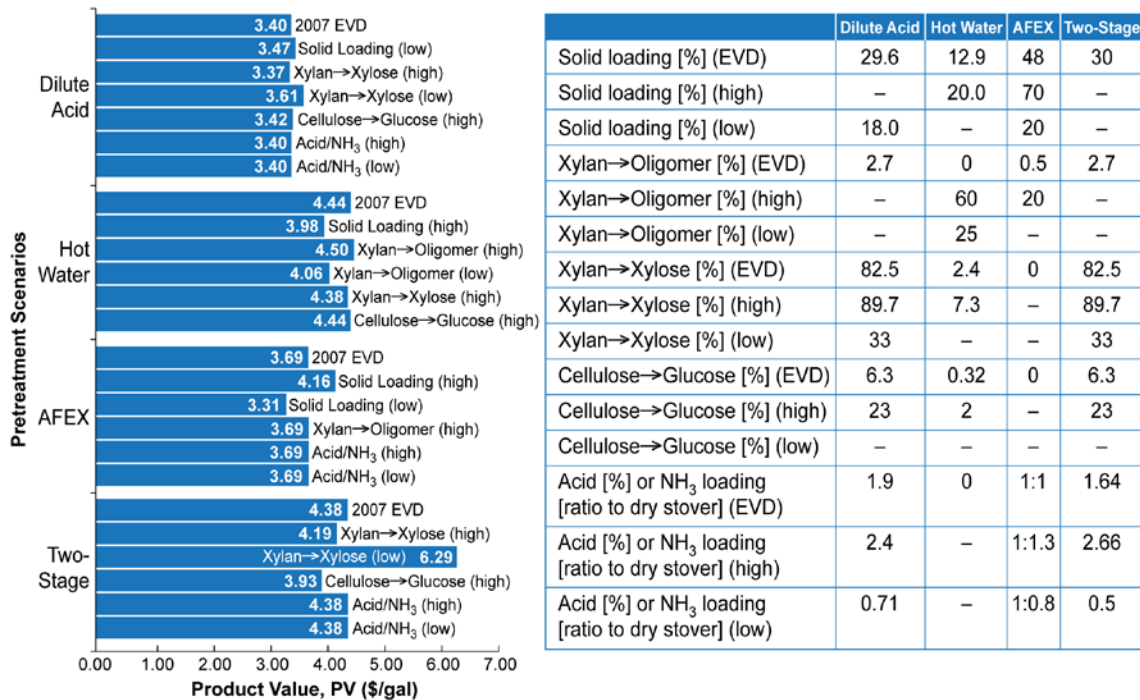 Pretreatment Scenarios
Dilute
Acid
3.40 2007 EVD
3.47 Solid Loading (low)
3.37 Xylan→Xylose (high)
3.61 Xylan→Xylose (low)
3.42 Cellulose→Glucose (high)
3.40 Acid/NH₃ (high)
3.40 Acid/NH₃ (low)
Hot
Water
4.44 2007 EVD
3.98 Solid Loading (high)
4.50 Xylan→Oligomer (high)
4.06 Xylan→Oligomer (low)
4.38 Xylan→Xylose (high)
4.44 Cellulose→Glucose (high)
AFEX
3.69 2007 EVD
4.16 Solid Loading (high)
3.31 Solid Loading (low)
3.69 Xylan→Oligomer (high)
3.69 Acid/NH₃ (high)
3.69 Acid/NH₃ (low)
Two-
Stage
4.38 2007 EVD
4.19 Xylan→Xylose (high)
Xylan→Xylose (low) 6.29
3.93 Cellulose→Glucose (high)
4.38 Acid/NH₃ (high)
4.38 Acid/NH₃ (low)
0.00 1.00 2.00 3.00 4.00 5.00 6.00 7.00
Product Value, PV ($/gal)
Dilute Acid Hot Water AFEX Two-Stage
Solid loading [%] (EVD) 29.6 12.9 48 30
Solid loading [%] (high) – 20.0 70 –
Solid loading [%] (low) 18.0 – 20 –
Xylan→Oligomer [%] (EVD) 2.7 0 0.5 2.7
Xylan→Oligomer [%] (high) – 60 20 –
Xylan→Oligomer [%] (low) – 25 – –
Xylan→Xylose [%] (EVD) 82.5 2.4 0 82.5
Xylan→Xylose [%] (high) 89.7 7.3 – 89.7
Xylan→Xylose [%] (low) 33 – – 33
Cellulose→Glucose [%] (EVD) 6.3 0.32 0 6.3
Cellulose→Glucose [%] (high) 23 2 – 23
Cellulose→Glucose [%] (low) – – – –
Acid [%] or NH₃ loading
[ratio to dry stover] (EVD) 1.9 0 1:1 1.64
Acid [%] or NH₃ loading
[ratio to dry stover] (high) 2.4 – 1:1.3 2.66
Acid [%] or NH₃ loading
[ratio to dry stover] (low) 0.71 – 1:0.8 0.5